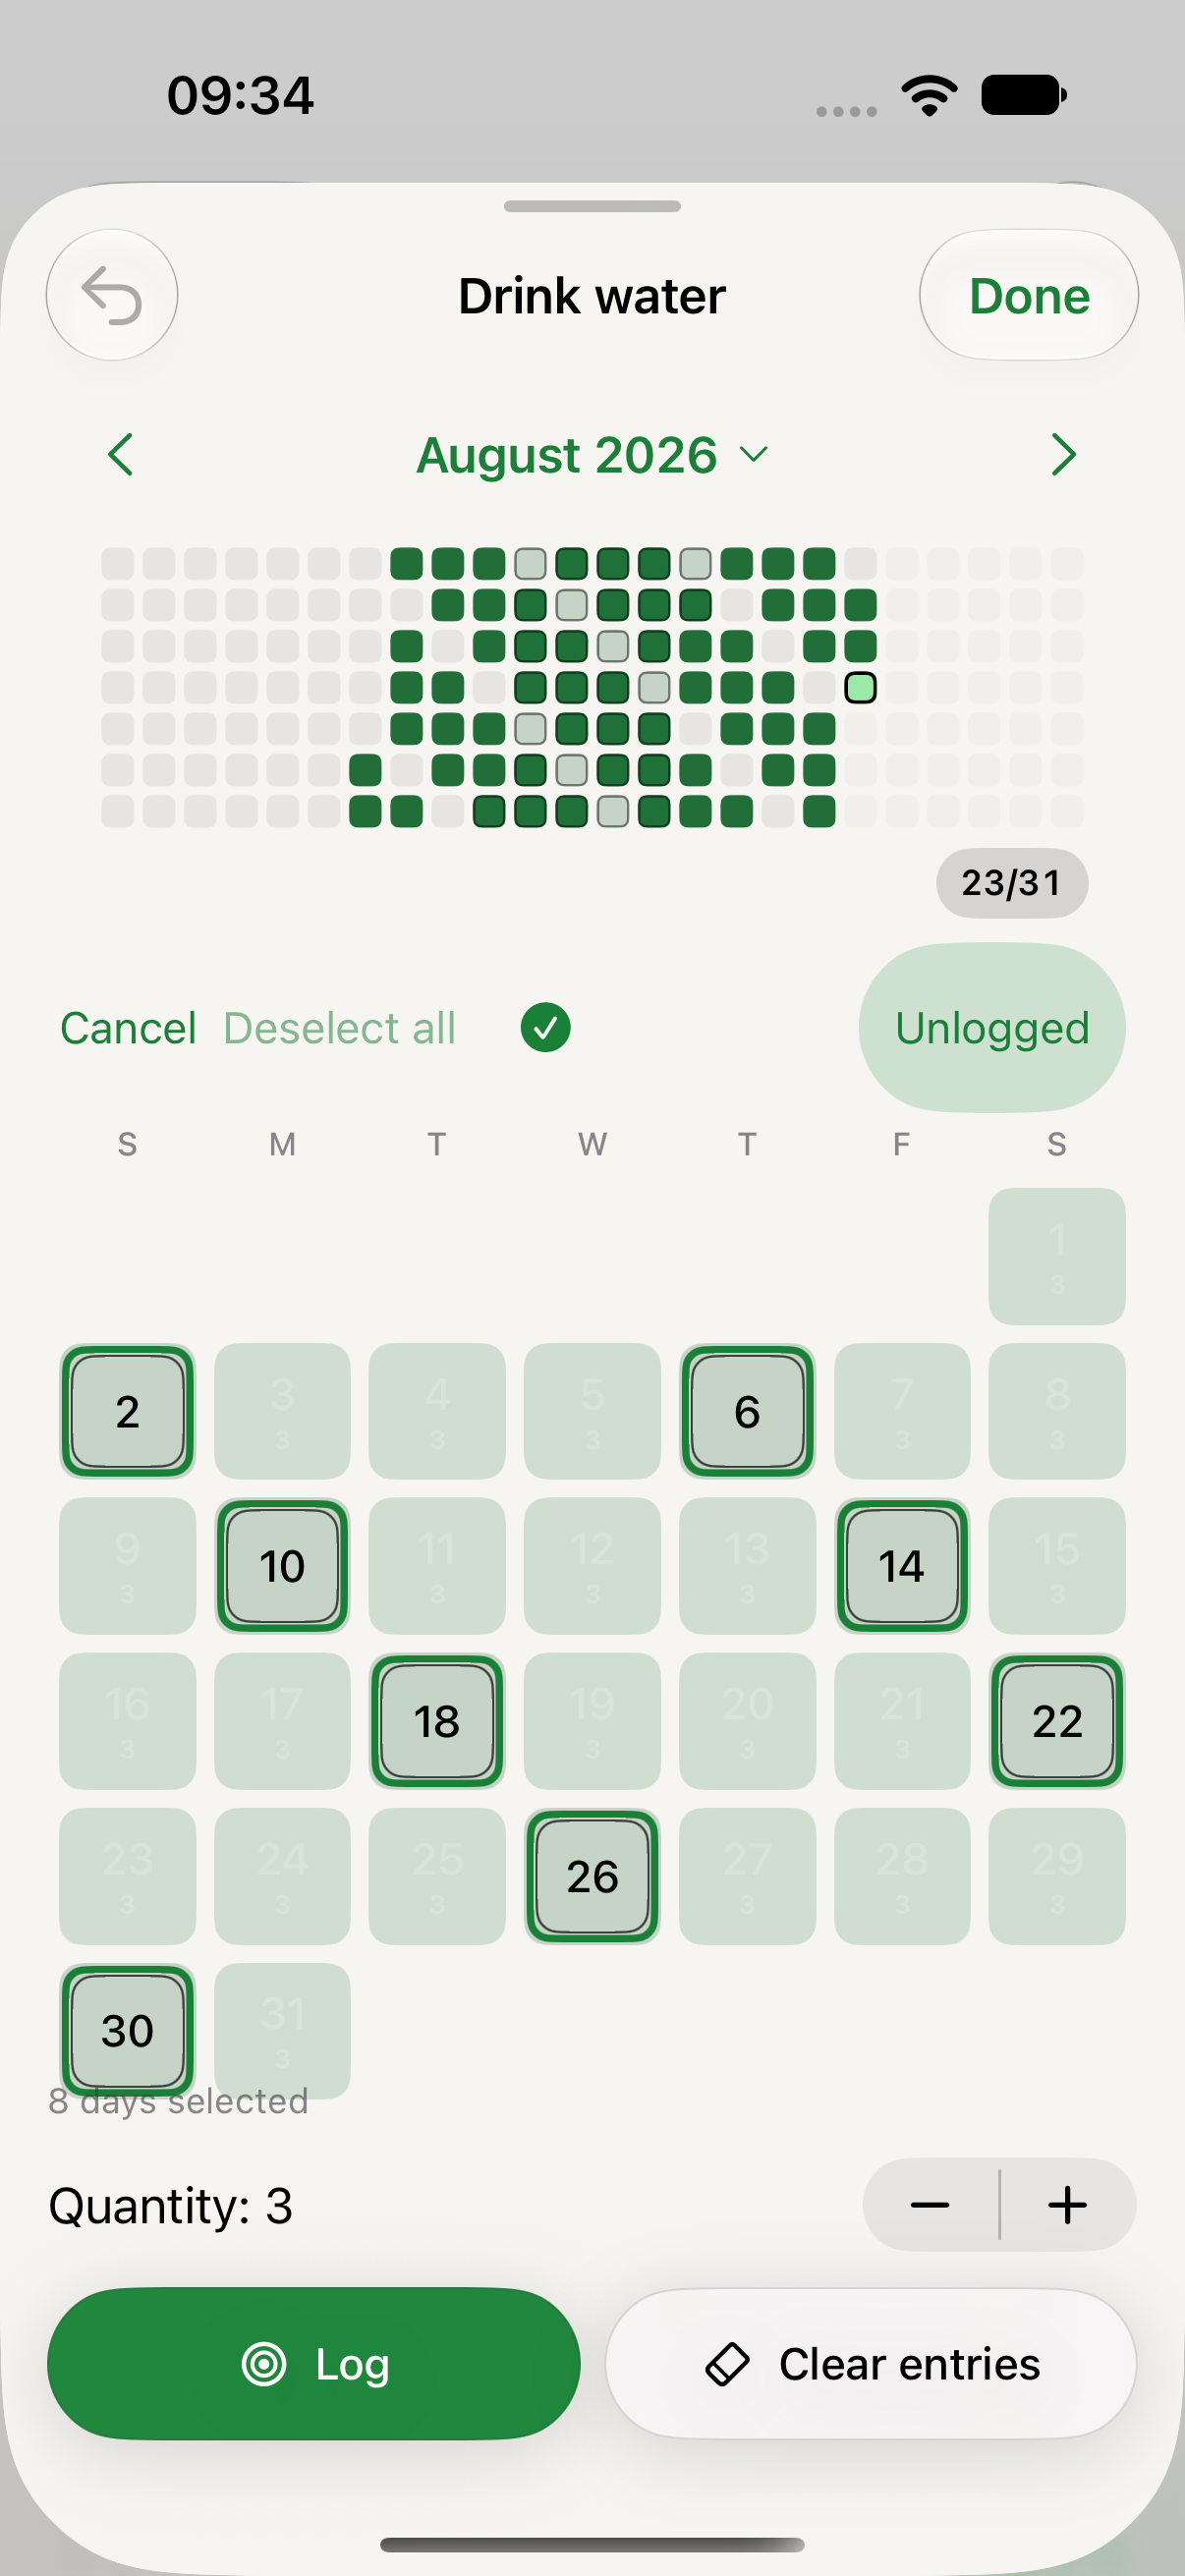 09:34
Drink water
Done
August 2026
23/31
Cancel Deselect all
Unlogged
S M T W T F S
1
3
2 3 4 5 6 7 8
3 3 3 3 3
9 10 11 12 13 14 15
3 3 3 3 3
16 17 18 19 20 21 22
3 3 3 3 3
23 24 25 26 27 28 29
3 3 3 3 3 3
30 31
3
8 days selected
Quantity: 3
Log
Clear entries